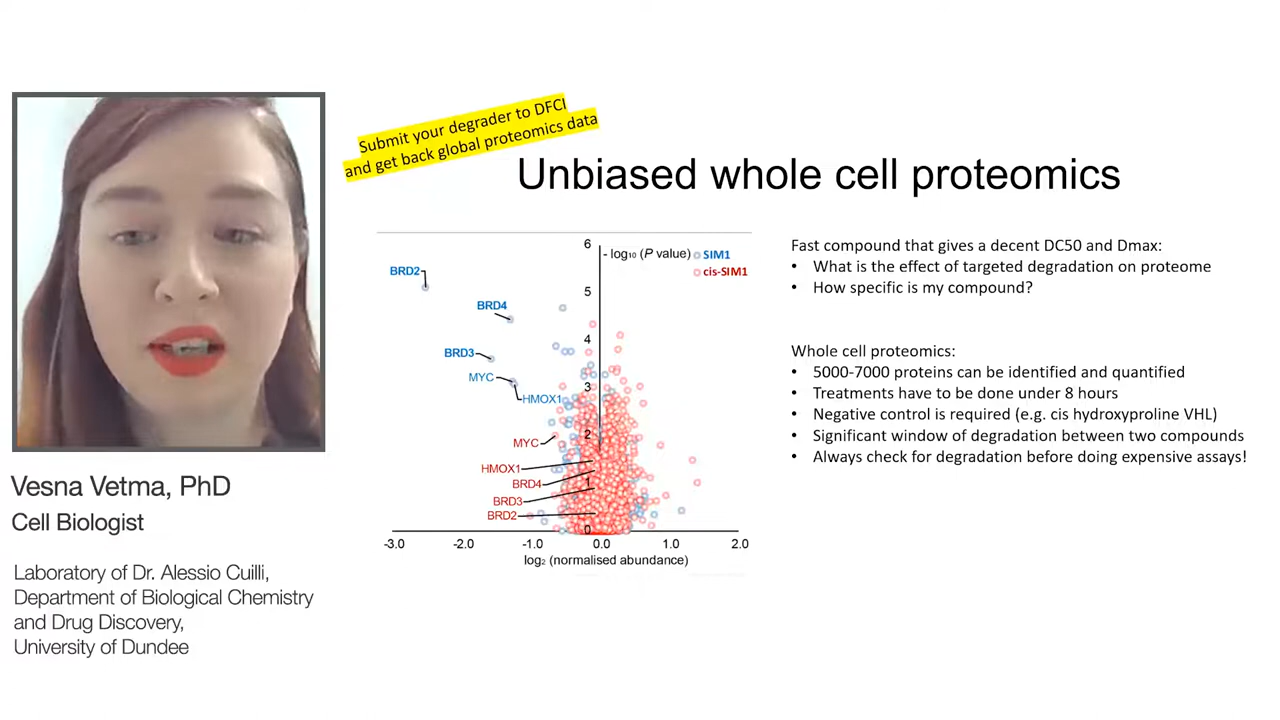 Submit your degrader to DFCI
and get back global proteomics data
Unbiased whole cell proteomics
6
- log₁₀ (P value)
SIM1
cis-SIM1
BRD2
5
BRD4
4
BRD3
MYC
3
HMOX1
MYC
2
HMOX1
BRD4
1
BRD3
BRD2
0
-3.0 -2.0 -1.0 0.0 1.0 2.0
log₂ (normalised abundance)
Fast compound that gives a decent DC50 and Dmax:
• What is the effect of targeted degradation on proteome
• How specific is my compound?
Whole cell proteomics:
• 5000-7000 proteins can be identified and quantified
• Treatments have to be done under 8 hours
• Negative control is required (e.g. cis hydroxyproline VHL)
• Significant window of degradation between two compounds
• Always check for degradation before doing expensive assays!
Vesna Vetma, PhD
Cell Biologist
Laboratory of Dr. Alessio Cuilli,
Department of Biological Chemistry
and Drug Discovery,
University of Dundee